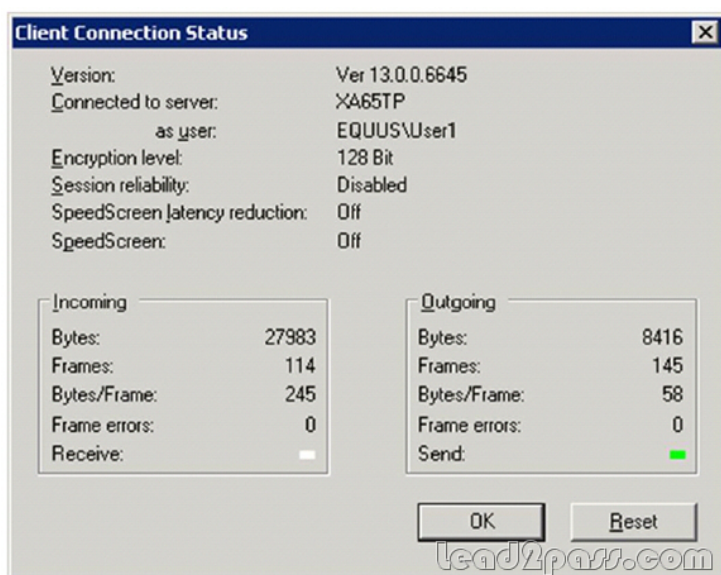 Client Connection Status
Version: Ver 13.0.0.6645
Connected to server: XA65TP
as user: EQUUS\User1
Encryption level: 128 Bit
Session reliability: Disabled
SpeedScreen latency reduction: Off
SpeedScreen: Off
Incoming
Bytes: 27983
Frames: 114
Bytes/Frame: 245
Frame errors: 0
Receive:
Outgoing
Bytes: 8416
Frames: 145
Bytes/Frame: 58
Frame errors: 0
Send:
OK
Reset
Lead2pass.com